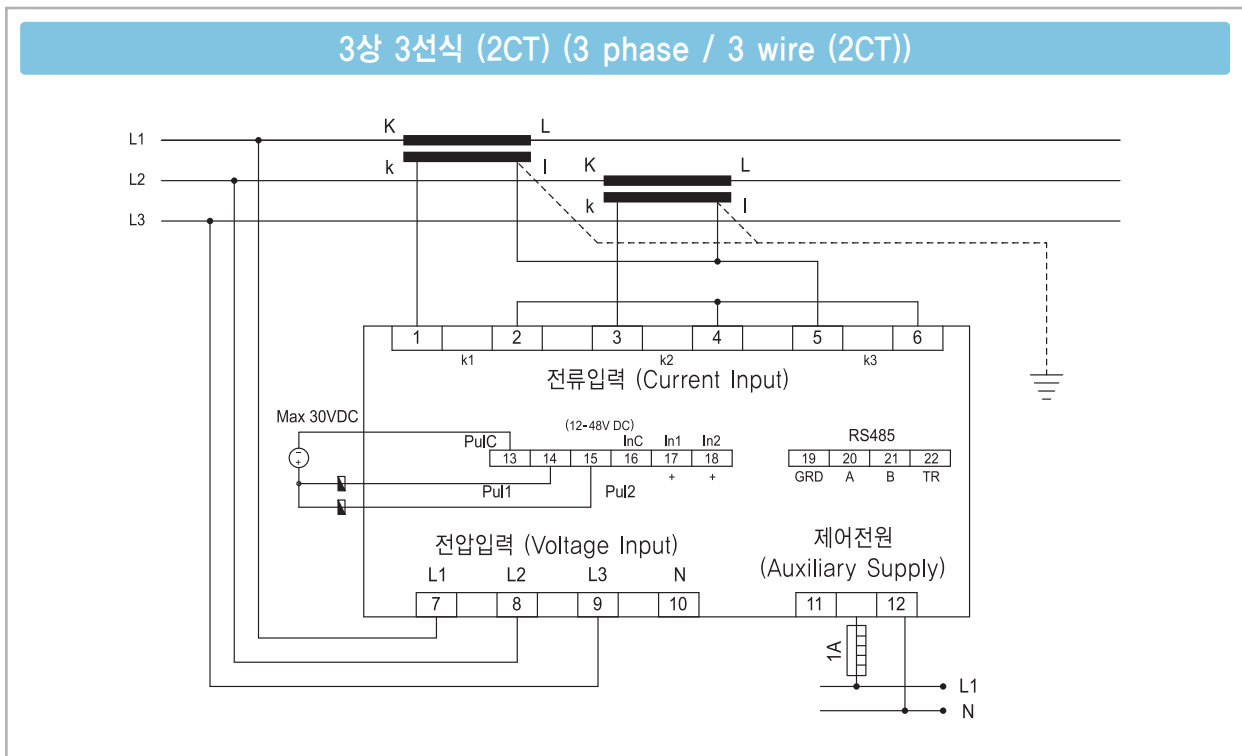 3상 3선식 (2CT) (3 phase / 3 wire (2CT))
K L
L1
k l K L
L2
k l
L3
1 2 3 4 5 6
k1 k2 k3
전류입력 (Current Input)
Max 30VDC
(12-48V DC)
PulC InC In1 In2 RS485
13 14 15 16 17 18 19 20 21 22
+ + GRD A B TR
Pul1 Pul2
전압입력 (Voltage Input) 제어전원
L1 L2 L3 N (Auxiliary Supply)
7 8 9 10 11 12
1A
L1
N